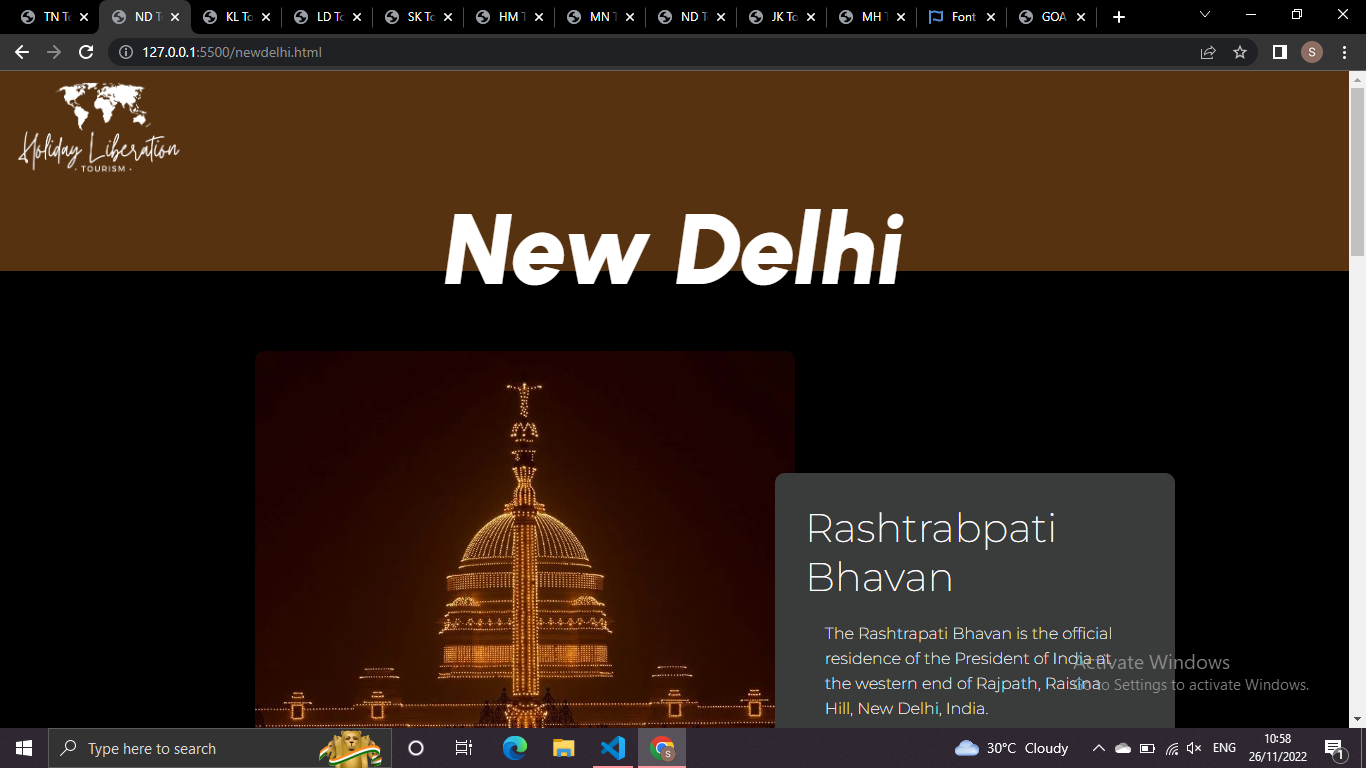 TN To
ND To
KL To
LD To
SK To
HM T
MN T
ND T
JK To
MH T
Font
GOA
127.0.0.1:5500/newdelhi.html
S
Holiday Liberation
· TOURISM ·
New Delhi
Rashtrabpati
Bhavan
The Rashtrapati Bhavan is the official
residence of the President of India at
the western end of Rajpath, Raisina
Hill, New Delhi, India.
Activate Windows
Go to Settings to activate Windows.
Type here to search
S
30°C Cloudy
ENG
10:58
26/11/2022
1